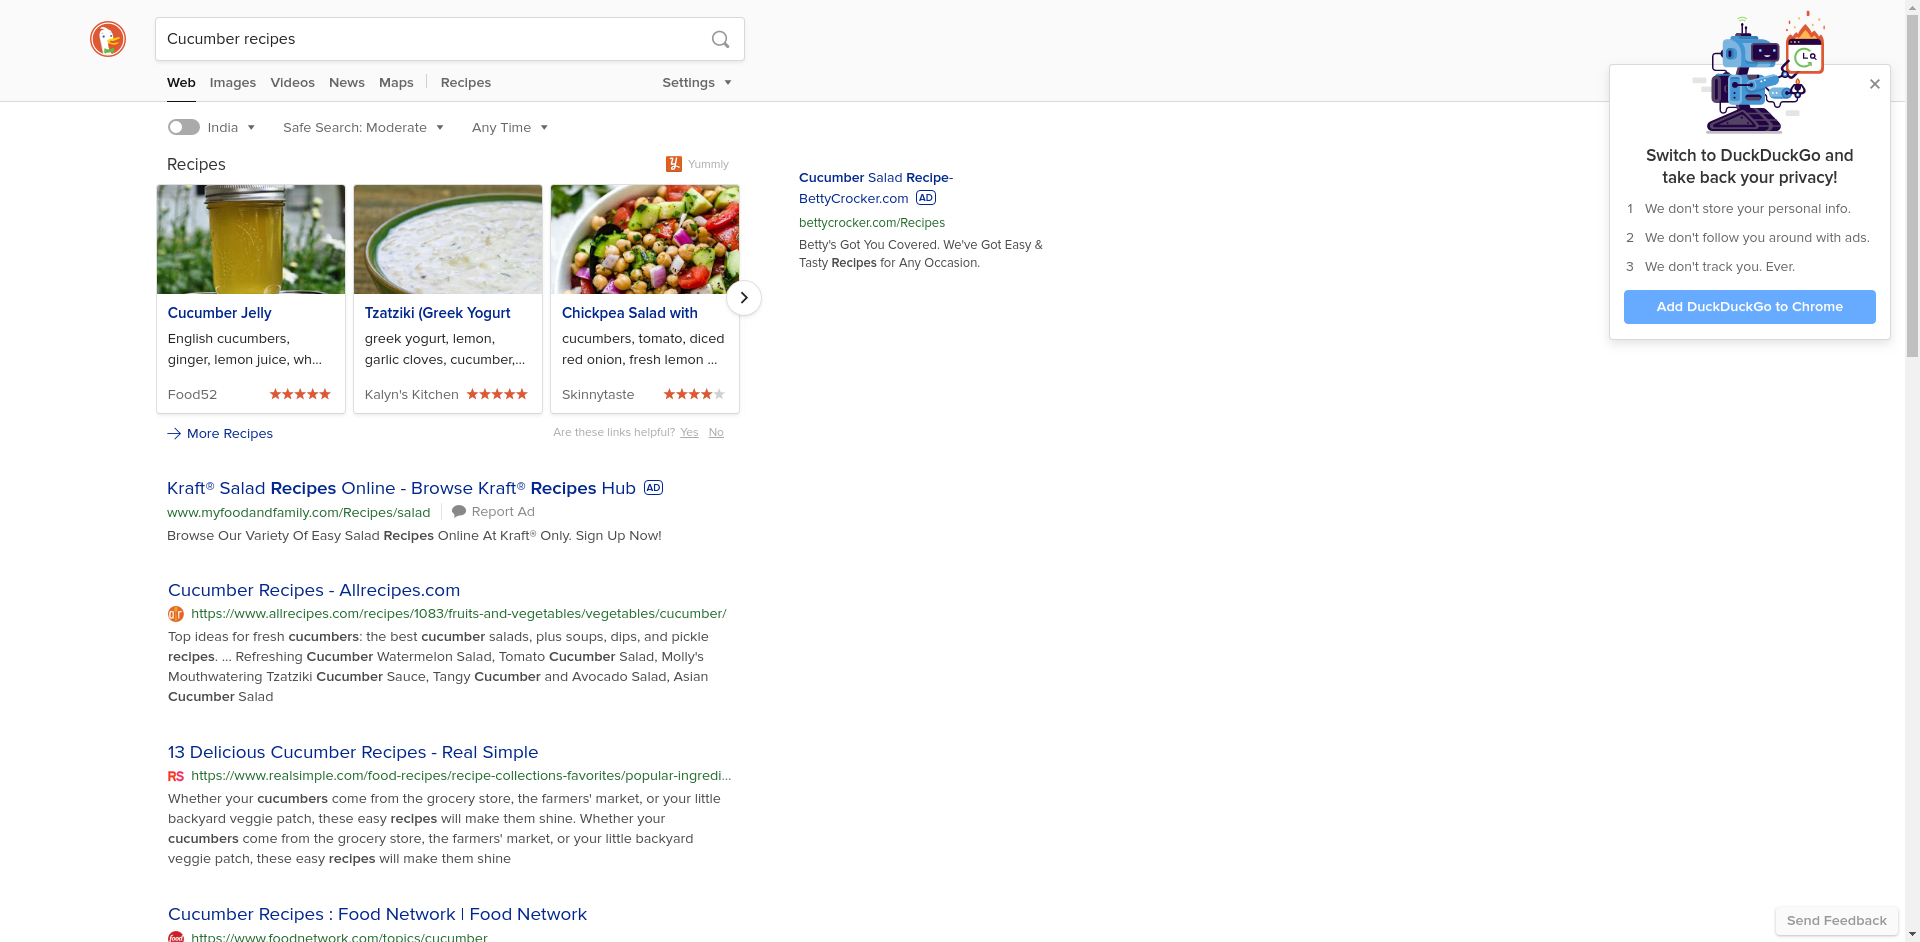 Cucumber recipes
Web Images Videos News Maps Recipes Settings
India Safe Search: Moderate Any Time
Recipes Yummly
Cucumber Jelly
English cucumbers,
ginger, lemon juice, wh...
Food52
Tzatziki (Greek Yogurt
greek yogurt, lemon,
garlic cloves, cucumber,...
Kalyn's Kitchen
Chickpea Salad with
cucumbers, tomato, diced
red onion, fresh lemon ...
Skinnytaste
More Recipes
Are these links helpful? Yes No
Kraft® Salad Recipes Online - Browse Kraft® Recipes Hub AD
www.myfoodandfamily.com/Recipes/salad Report Ad
Browse Our Variety Of Easy Salad Recipes Online At Kraft® Only. Sign Up Now!
Cucumber Recipes - Allrecipes.com
https://www.allrecipes.com/recipes/1083/fruits-and-vegetables/vegetables/cucumber/
Top ideas for fresh cucumbers: the best cucumber salads, plus soups, dips, and pickle
recipes. ... Refreshing Cucumber Watermelon Salad, Tomato Cucumber Salad, Molly's
Mouthwatering Tzatziki Cucumber Sauce, Tangy Cucumber and Avocado Salad, Asian
Cucumber Salad
13 Delicious Cucumber Recipes - Real Simple
RS https://www.realsimple.com/food-recipes/recipe-collections-favorites/popular-ingredi...
Whether your cucumbers come from the grocery store, the farmers' market, or your little
backyard veggie patch, these easy recipes will make them shine. Whether your
cucumbers come from the grocery store, the farmers' market, or your little backyard
veggie patch, these easy recipes will make them shine
Cucumber Recipes : Food Network | Food Network
https://www.foodnetwork.com/topics/cucumber
Cucumber Salad Recipe-
BettyCrocker.com AD
bettycrocker.com/Recipes
Betty's Got You Covered. We've Got Easy &
Tasty Recipes for Any Occasion.
Switch to DuckDuckGo and
take back your privacy!
1 We don't store your personal info.
2 We don't follow you around with ads.
3 We don't track you. Ever.
Add DuckDuckGo to Chrome
Send Feedback